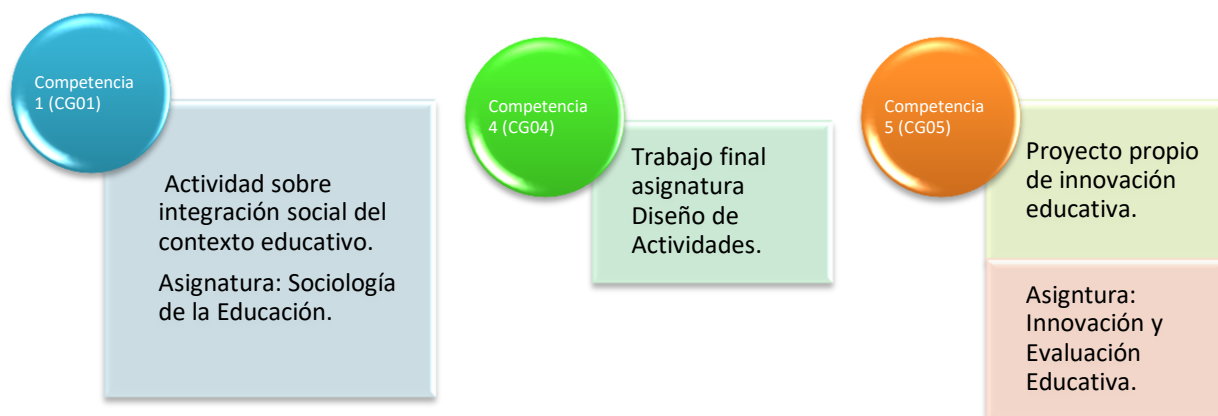 Competencia
1 (CG01)
Actividad sobre
integración social del
contexto educativo.
Asignatura: Sociología
de la Educación.
Competencia
4 (CG04)
Trabajo final
asignatura
Diseño de
Actividades.
Competencia
5 (CG05)
Proyecto propio
de innovación
educativa.
Asigntura:
Innovación y
Evaluación
Educativa.